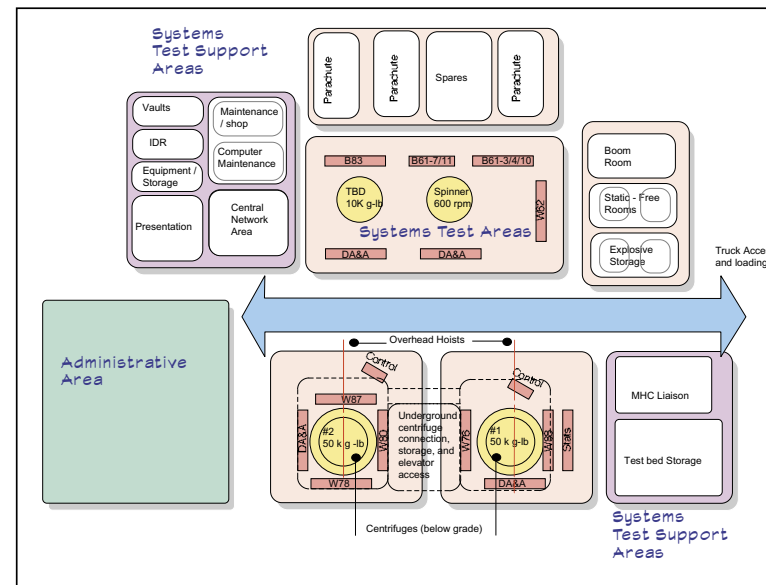 Systems
Test Support
Areas
Parachute
Parachute
Spares
Parachute
Vaults
IDR
Equipment /
Storage
Presentation
Maintenance
/ shop
Computer
Maintenance
Central
Network
Area
B83
B61-7/11
B61-3/4/10
TBD
10K g-lb
Spinner
600 rpm
W62
Systems Test Areas
DA&A
DA&A
Boom
Room
Static - Free
Rooms
Explosive
Storage
Truck Acce
and loading
Administrative
Area
Overhead Hoists
Control
W87
DA&A
#2
50 k g -lb
W80
W78
Underground
centrifuge
connection,
storage, and
elevator
access
Control
W76
#1
50 k g-lb
W88
Stats
DA&A
MHC Liaison
Test bed Storage
Centrifuges (below grade)
Systems
Test Support
Areas